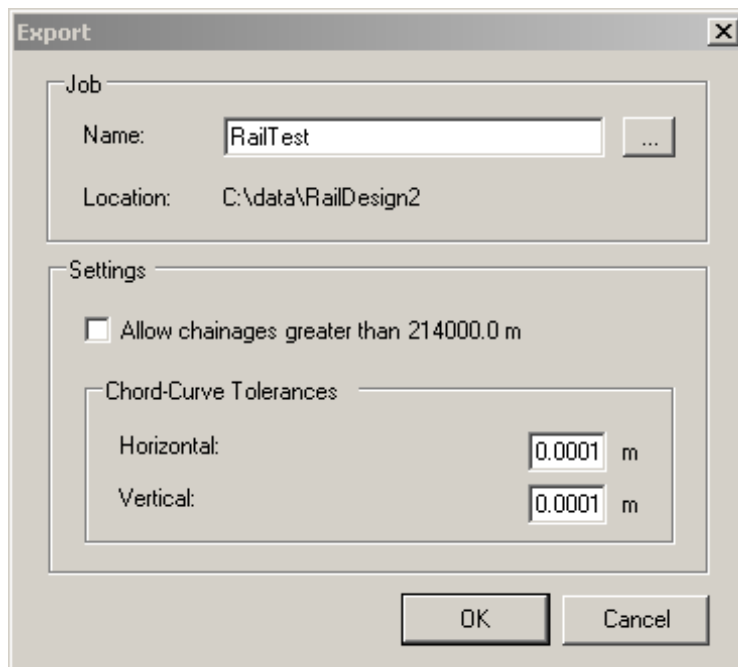 Export
Job
Name: RailTest ...
Location: C:\data\RailDesign2
Settings
Allow chainages greater than 214000.0 m
Chord-Curve Tolerances
Horizontal: 0.0001 m
Vertical: 0.0001 m
OK Cancel